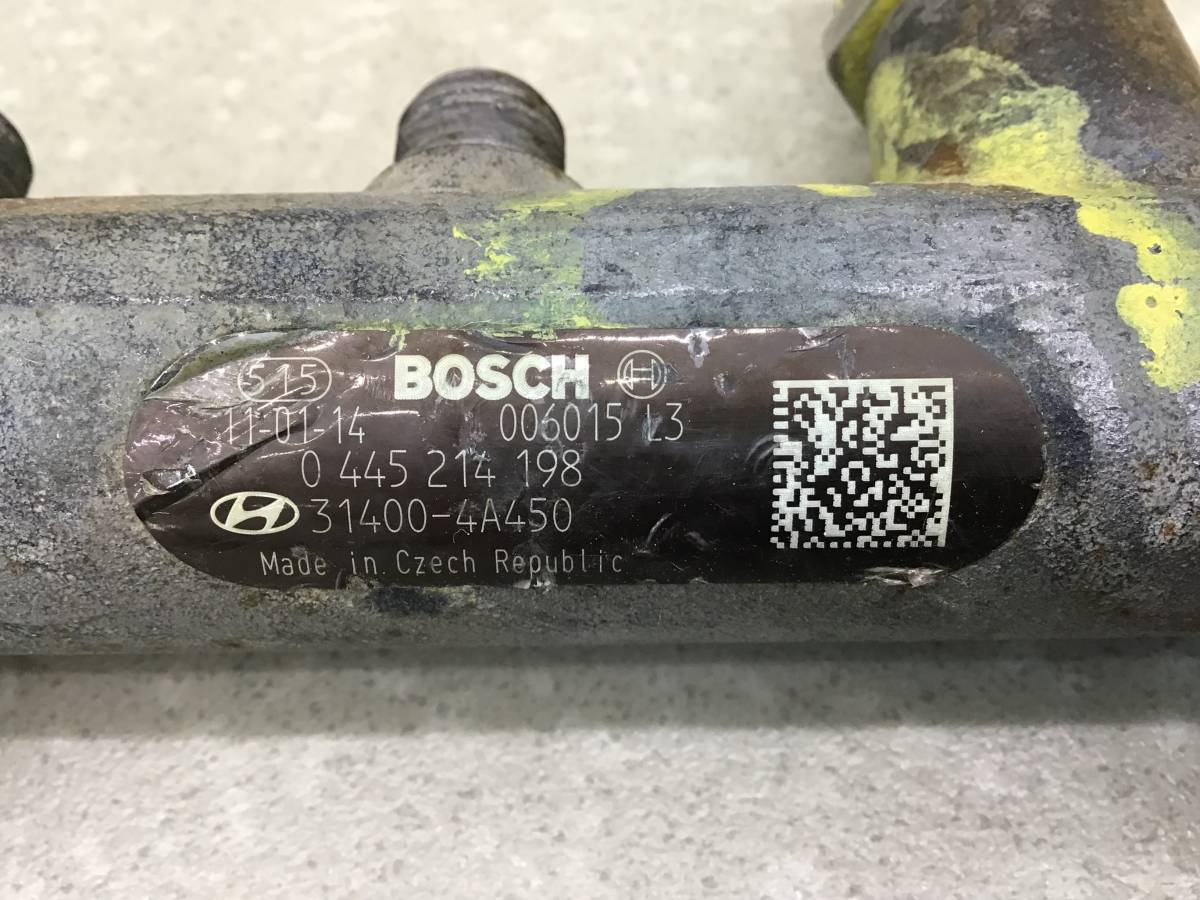 515 BOSCH
11-01-14 006015 L3
0 445 214 198
31400-4A450
Made in Czech Republic